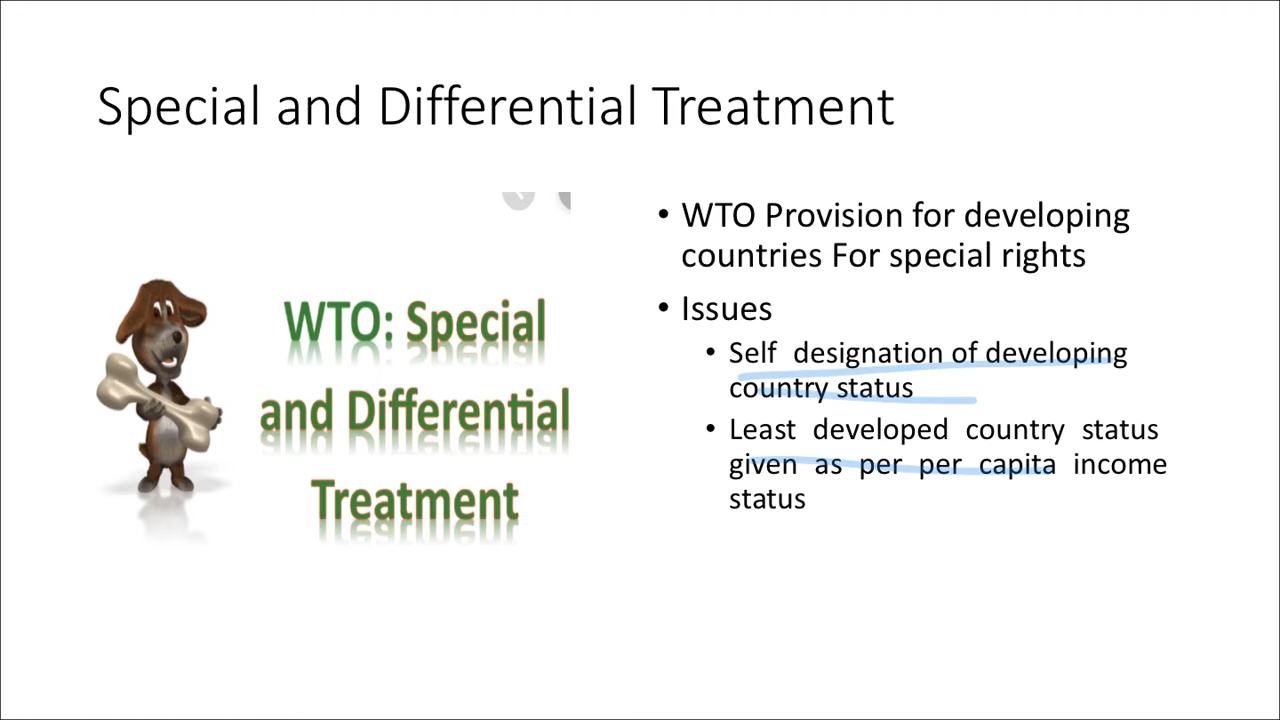 Special and Differential Treatment
WTO: Special
and Differential
Treatment
• WTO Provision for developing
countries For special rights
• Issues
• Self designation of developing
country status
• Least developed country status
given as per per capita income
status